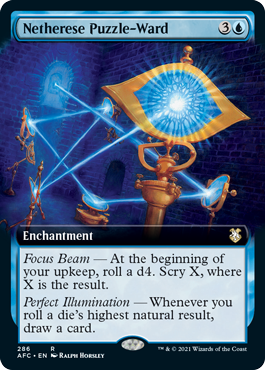 Netherese Puzzle-Ward 3
Enchantment
Focus Beam — At the beginning of
your upkeep, roll a d4. Scry X, where
X is the result.
Perfect Illumination — Whenever you
roll a die's highest natural result,
draw a card.
286 R
AFC • EN RALPH HORSLEY ™ & © 2021 Wizards of the Coast